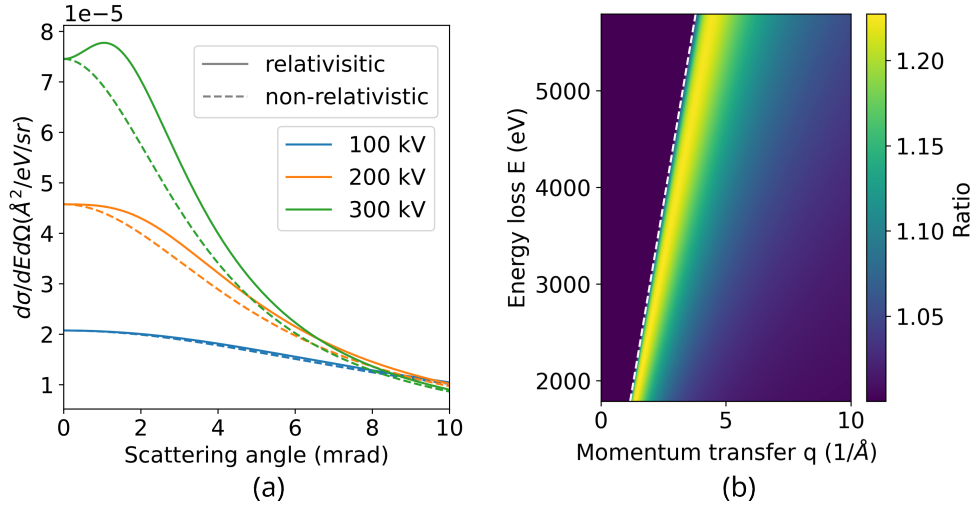 1e−5
8
7
6
5
4
3
2
1
0 2 4 6 8 10
dσ/dEdΩ(Å²/eV/sr)
Scattering angle (mrad)
relativisitic
non-relativistic
100 kV
200 kV
300 kV
(a)
5000
4000
3000
2000
0 5 10
Energy loss E (eV)
Momentum transfer q (1/Å)
1.20
1.15
1.10
1.05
Ratio
(b)